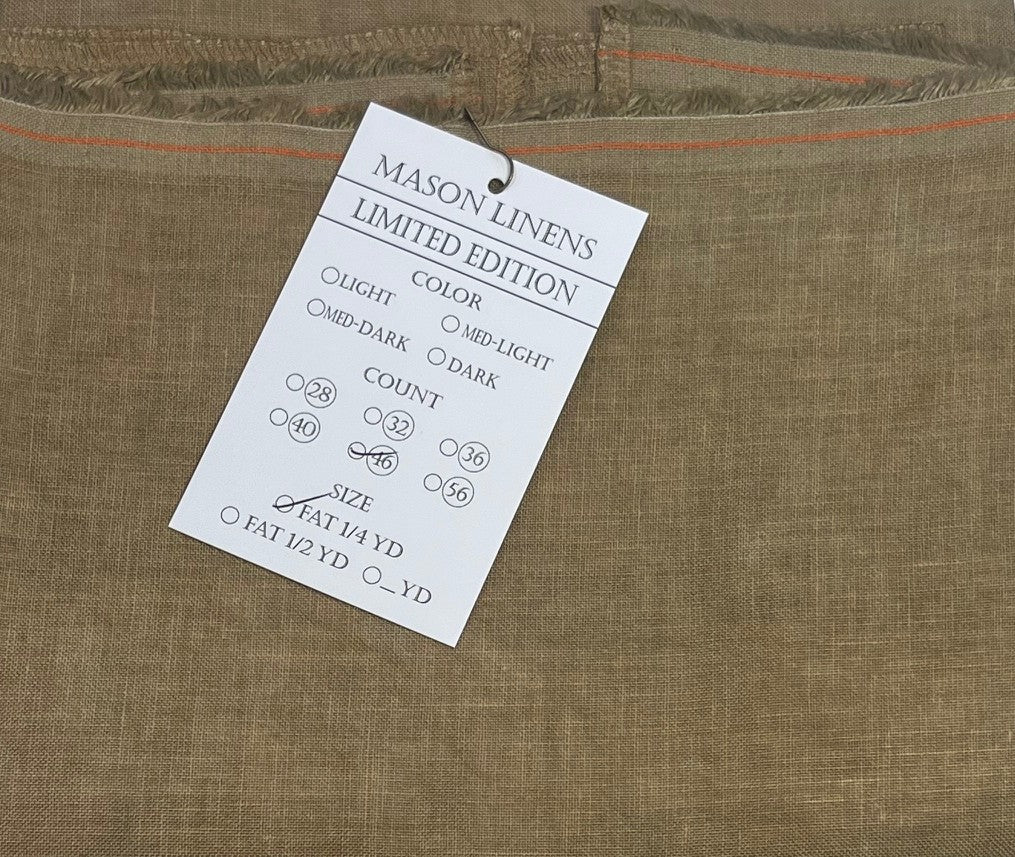 MASON LINENS
LIMITED EDITION
COLOR
LIGHT
MED-LIGHT
MED-DARK
DARK
COUNT
28
32
36
40
46
56
SIZE
FAT 1/4 YD
FAT 1/2 YD
_ YD